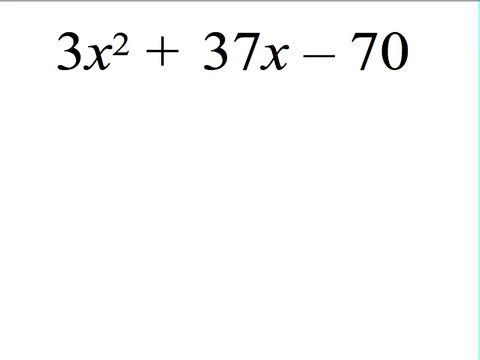 3x² + 37x – 70